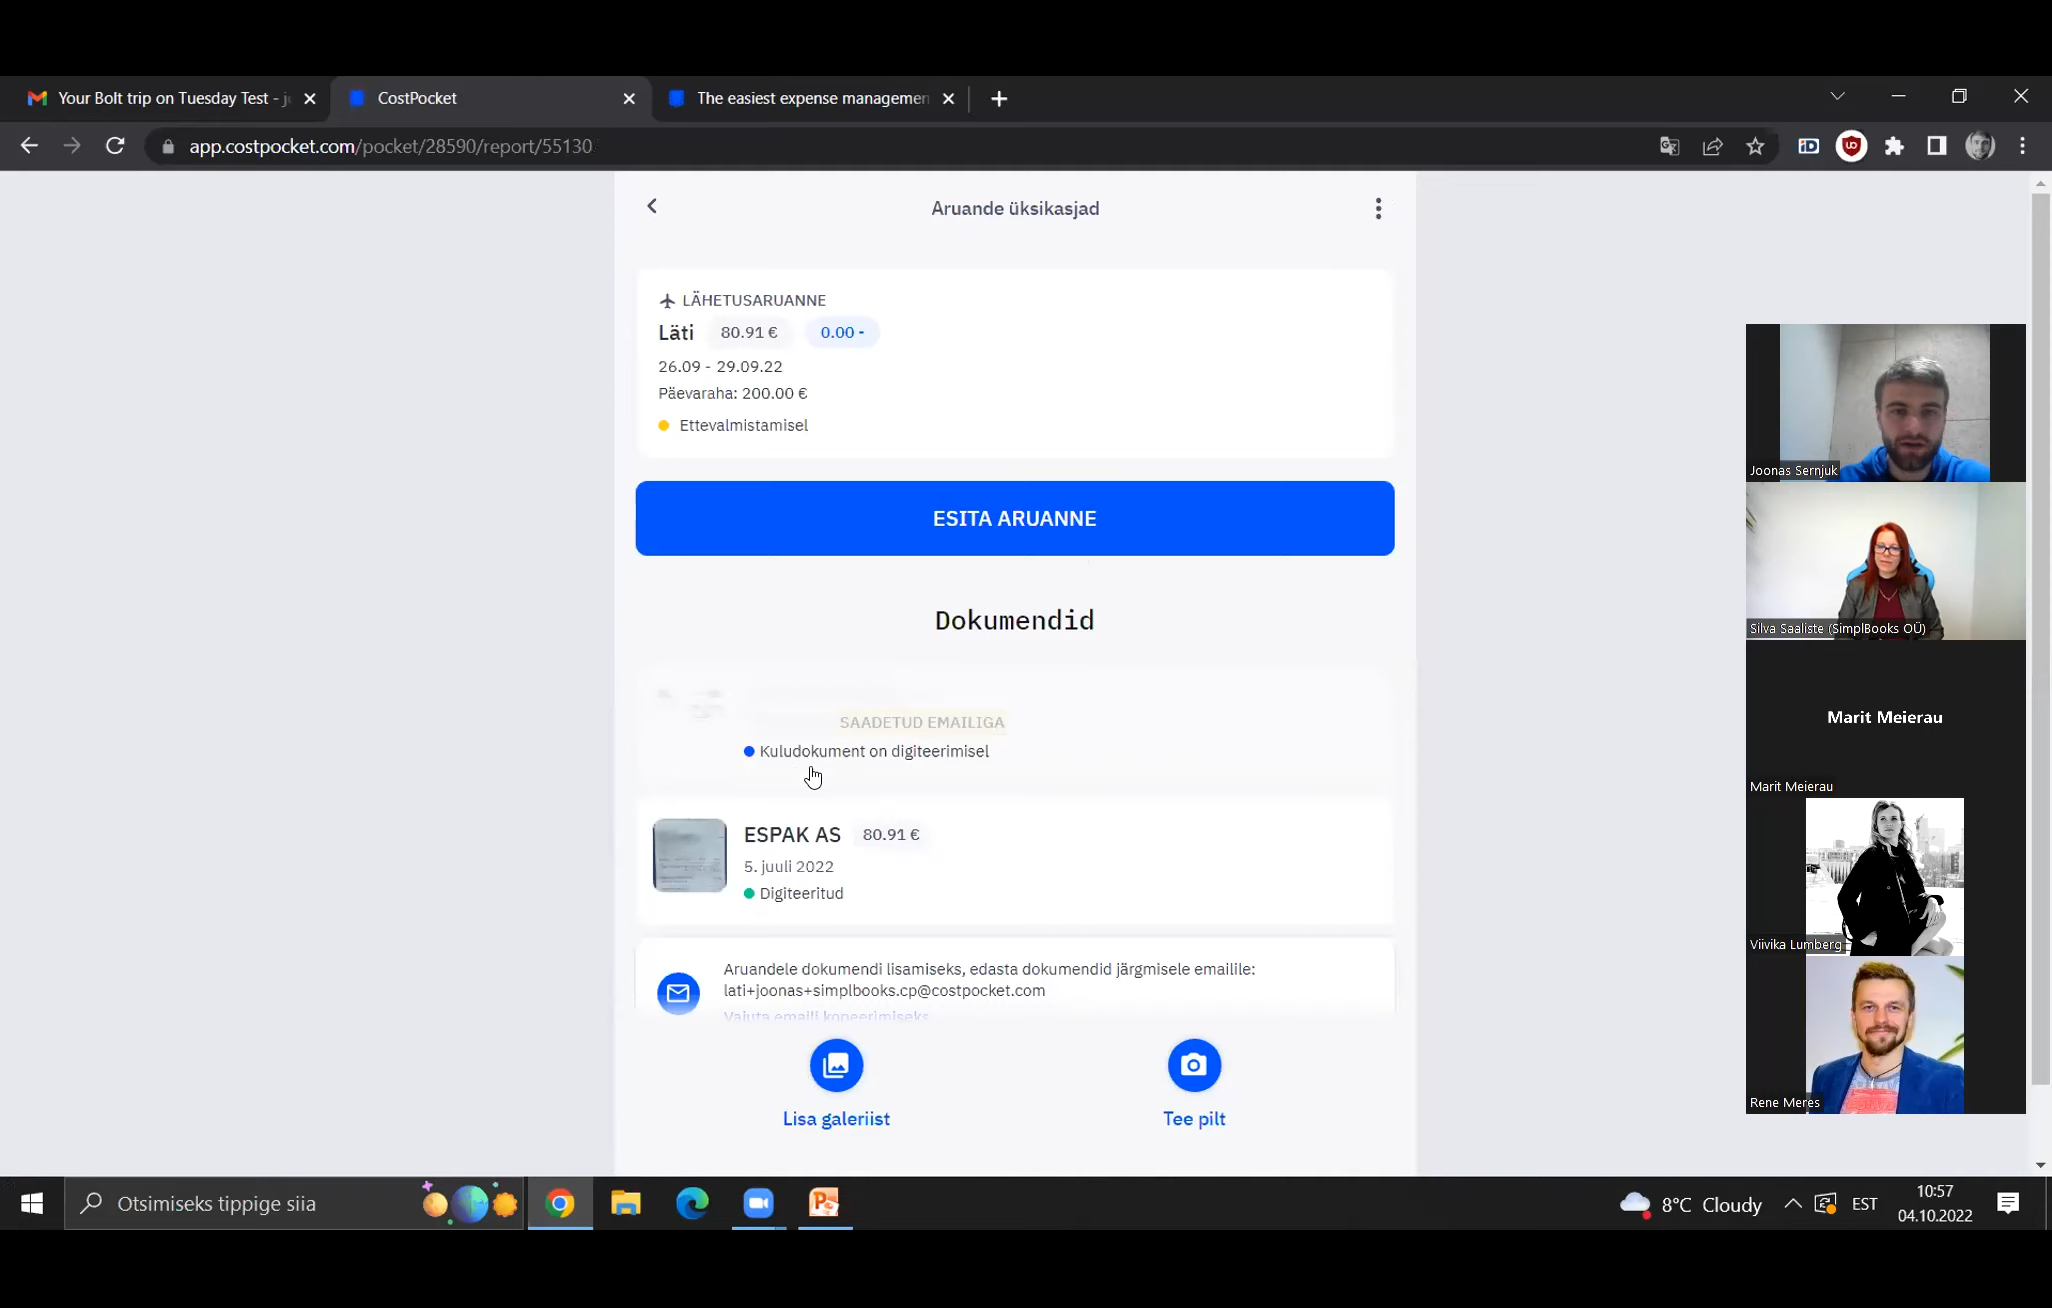 Your Bolt trip on Tuesday Test - j
CostPocket
The easiest expense managemen
app.costpocket.com/pocket/28590/report/55130
Aruande üksikasjad
LÄHETUSARUANNE
Läti 80.91 € 0.00 -
26.09 - 29.09.22
Päevaraha: 200.00 €
Ettevalmistamisel
ESITA ARUANNE
Dokumendid
SAADETUD EMAILIGA
Kuludokument on digiteerimisel
ESPAK AS 80.91 €
5. juuli 2022
Digiteeritud
Aruandele dokumendi lisamiseks, edasta dokumendid järgmisele emailile:
lati+joonas+simplbooks.cp@costpocket.com
Vajuta emaili kopeerimiseks
Lisa galeriist
Tee pilt
Joonas Sernjuk
Silva Saaliste (SimplBooks OÜ)
Marit Meierau
Marit Meierau
Viivika Lumberg
Rene Meres
Otsimiseks tippige siia
8°C Cloudy
EST
10:57
04.10.2022